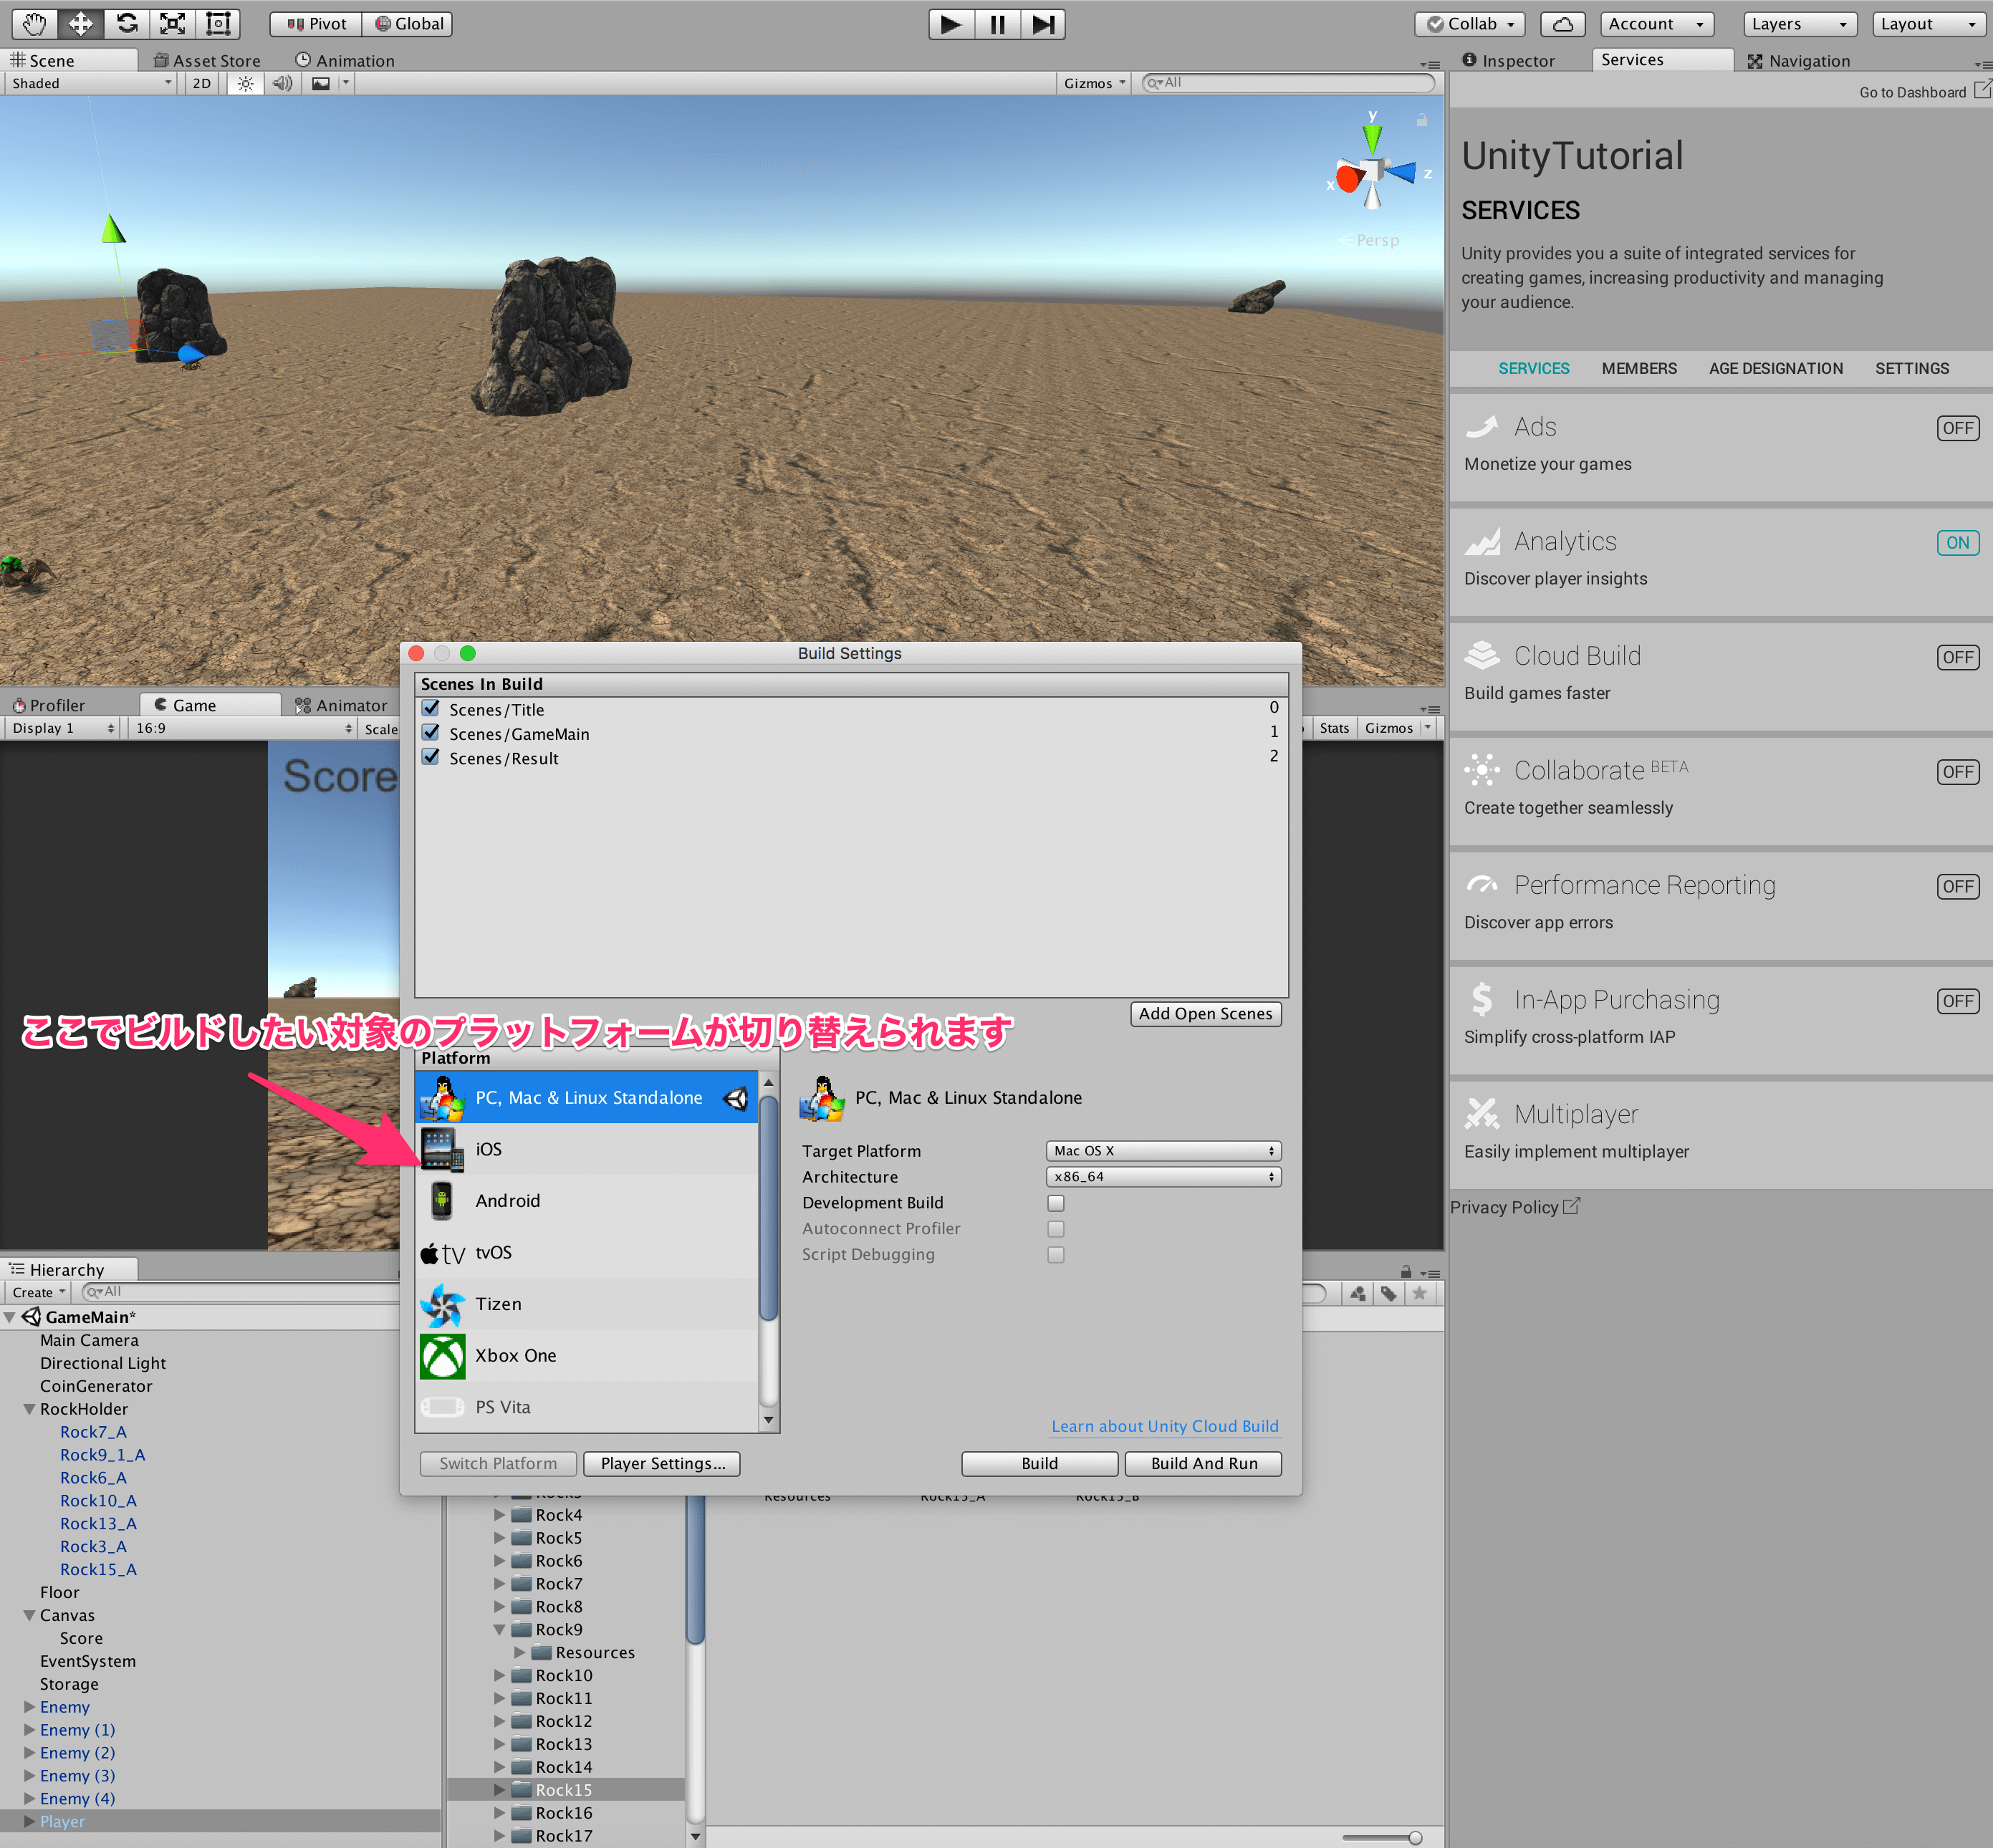 Pivot Global Collab Account Layers Layout
Scene Asset Store Animation
Shaded 2D Gizmos All
y
x z
Persp
Inspector Services Navigation
Go to Dashboard
UnityTutorial
SERVICES
Unity provides you a suite of integrated services for
creating games, increasing productivity and managing
your audience.
SERVICES MEMBERS AGE DESIGNATION SETTINGS
Ads OFF
Monetize your games
Analytics ON
Discover player insights
Cloud Build OFF
Build games faster
Collaborate BETA OFF
Create together seamlessly
Performance Reporting OFF
Discover app errors
In-App Purchasing OFF
Simplify cross-platform IAP
Multiplayer
Easily implement multiplayer
Privacy Policy
Profiler Game Animator
Display 1 16:9 Scale Stats Gizmos
Score
Build Settings
Scenes In Build
Scenes/Title 0
Scenes/GameMain 1
Scenes/Result 2
Add Open Scenes
ここでビルドしたい対象のプラットフォームが切り替えられます
Platform
PC, Mac & Linux Standalone
iOS
Android
tv tvOS
Tizen
Xbox One
PS Vita
PC, Mac & Linux Standalone
Target Platform Mac OS X
Architecture x86_64
Development Build
Autoconnect Profiler
Script Debugging
Learn about Unity Cloud Build
Switch Platform Player Settings... Build Build And Run
Hierarchy
Create All
GameMain*
Main Camera
Directional Light
CoinGenerator
RockHolder
Rock7_A
Rock9_1_A
Rock6_A
Rock10_A
Rock13_A
Rock3_A
Rock15_A
Floor
Canvas
Score
EventSystem
Storage
Enemy
Enemy (1)
Enemy (2)
Enemy (3)
Enemy (4)
Player
Rock4
Rock5
Rock6
Rock7
Rock8
Rock9
Resources
Rock10
Rock11
Rock12
Rock13
Rock14
Rock15
Rock16
Rock17
Resources Rock15_A Rock15_B